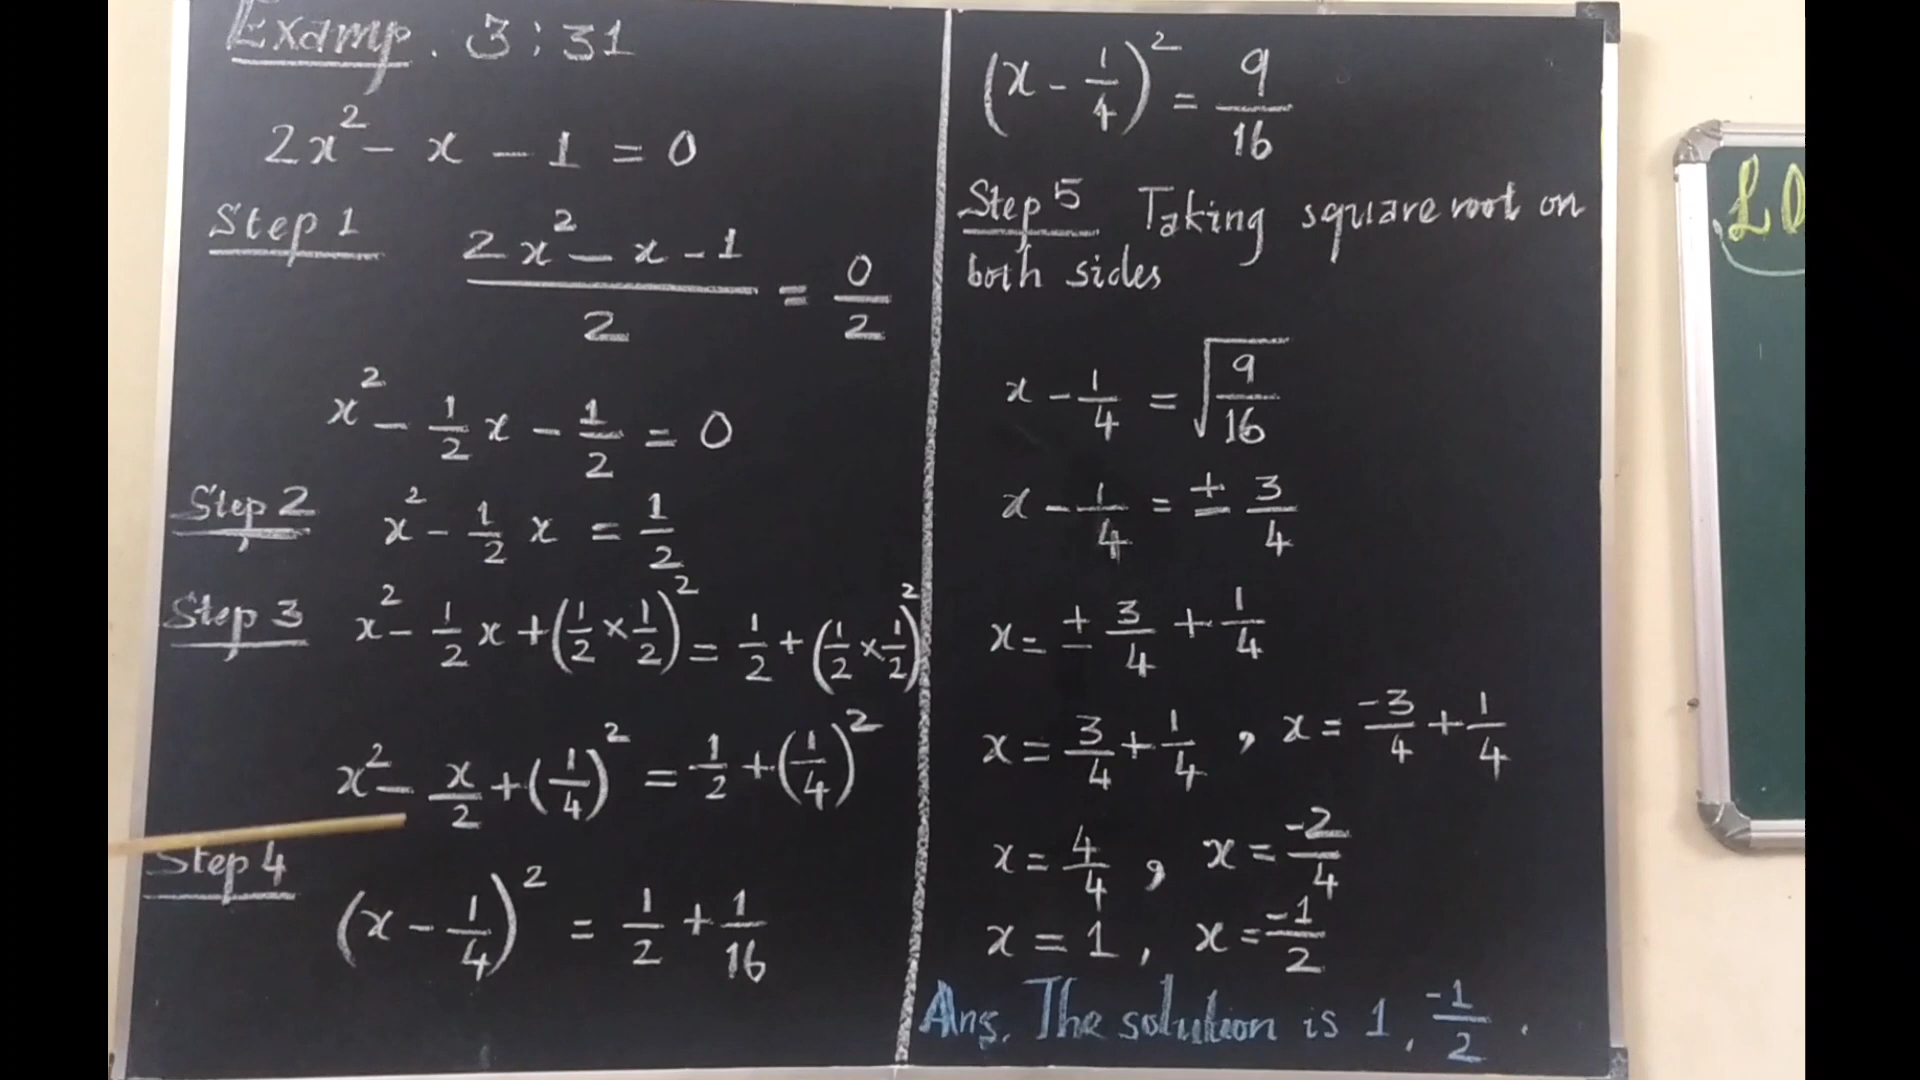 Examp. 3:31
2x² - x - 1 = 0
Step 1
(2x² - x - 1)/2 = 0/2
x² - 1/2 x - 1/2 = 0
Step 2 x² - 1/2 x = 1/2
Step 3 x² - 1/2 x + (1/2 × 1/2)² = 1/2 + (1/2 × 1/2)²
x² - x/2 + (1/4)² = 1/2 + (1/4)²
Step 4
(x - 1/4)² = 1/2 + 1/16
(x - 1/4)² = 9/16
Step 5 Taking square root on
both sides
x - 1/4 = √(9/16)
x - 1/4 = ± 3/4
x = ± 3/4 + 1/4
x = 3/4 + 1/4 , x = -3/4 + 1/4
x = 4/4 , x = -2/4
x = 1 , x = -1/2
Ans. The solution is 1, -1/2 .